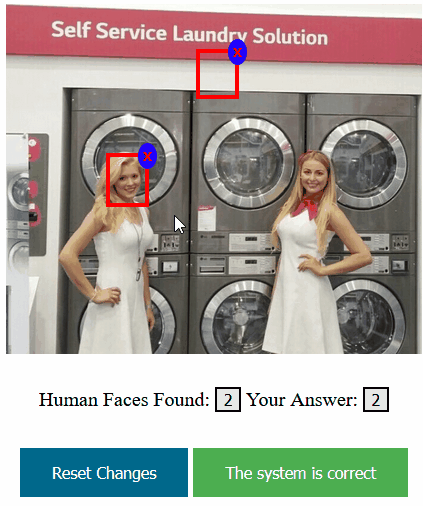 Self Service Laundry Solution
X
X
Human Faces Found: 2 Your Answer: 2
Reset Changes
The system is correct